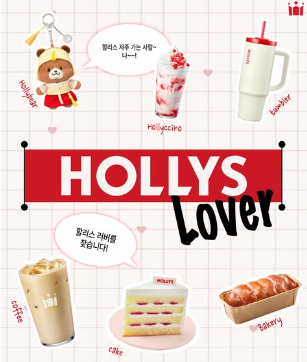 할리스 자주 가는 사람~
나~~!
Hollybear
Hollyccino
tumbler
HOLLYS
Lover
할리스 러버를
찾습니다!
HOLLYS
coffee
cake
Bakery